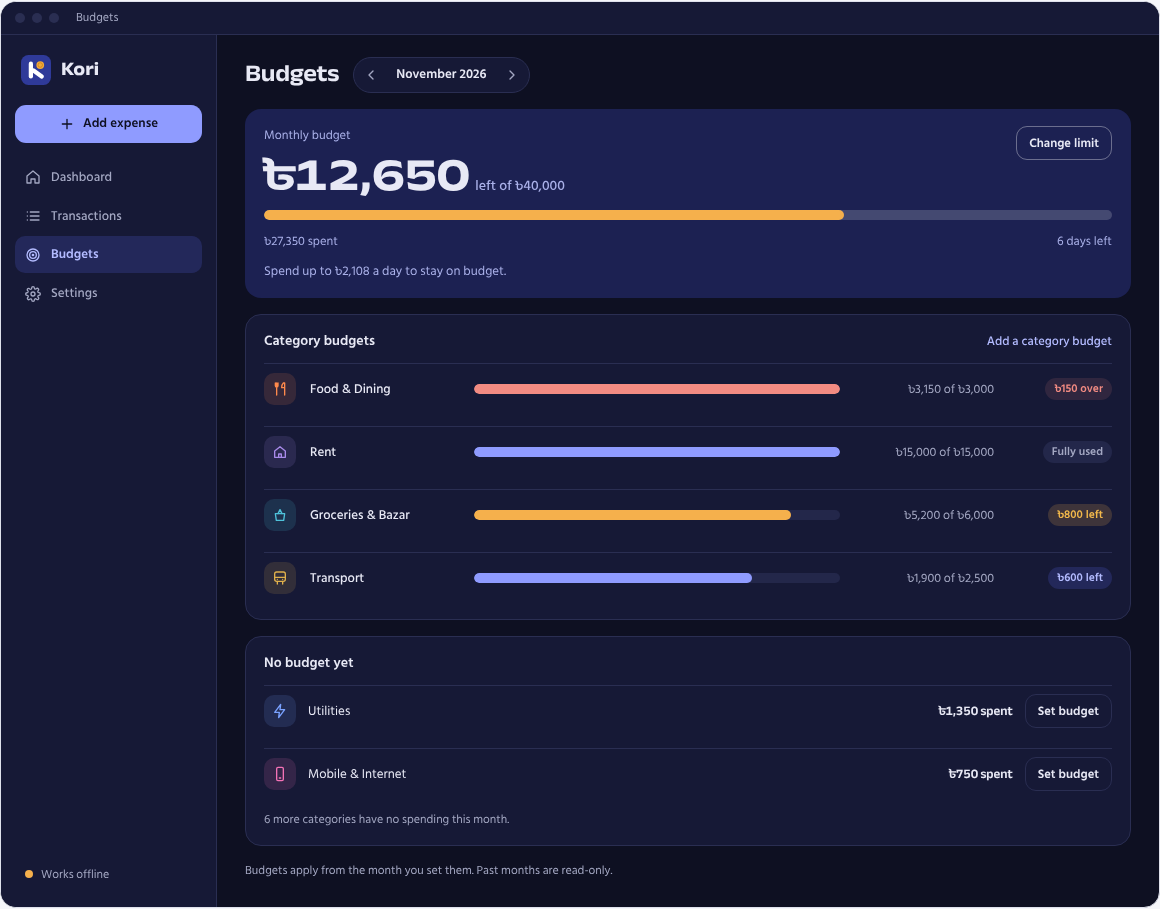 Budgets
Kori
Add expense
Dashboard
Transactions
Budgets
Settings
Works offline
Budgets
November 2026
Monthly budget
Change limit
৳12,650 left of ৳40,000
৳27,350 spent
6 days left
Spend up to ৳2,108 a day to stay on budget.
Category budgets
Add a category budget
Food & Dining
৳3,150 of ৳3,000
৳150 over
Rent
৳15,000 of ৳15,000
Fully used
Groceries & Bazar
৳5,200 of ৳6,000
৳800 left
Transport
৳1,900 of ৳2,500
৳600 left
No budget yet
Utilities
৳1,350 spent
Set budget
Mobile & Internet
৳750 spent
Set budget
6 more categories have no spending this month.
Budgets apply from the month you set them. Past months are read-only.